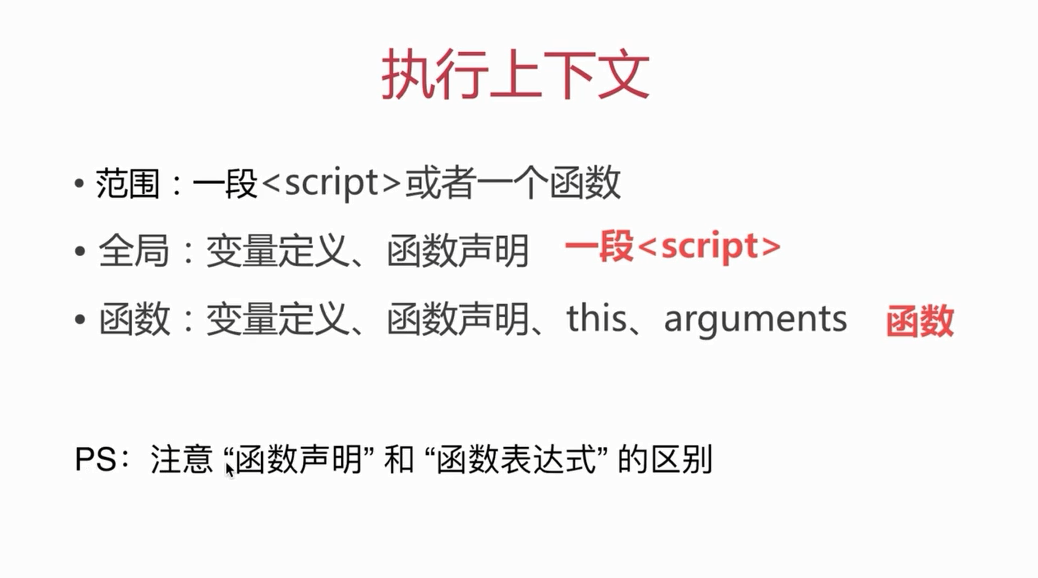 执行上下文
• 范围：一段<script>或者一个函数
• 全局：变量定义、函数声明 一段<script>
• 函数：变量定义、函数声明、this、arguments 函数
PS：注意 “函数声明” 和 “函数表达式” 的区别